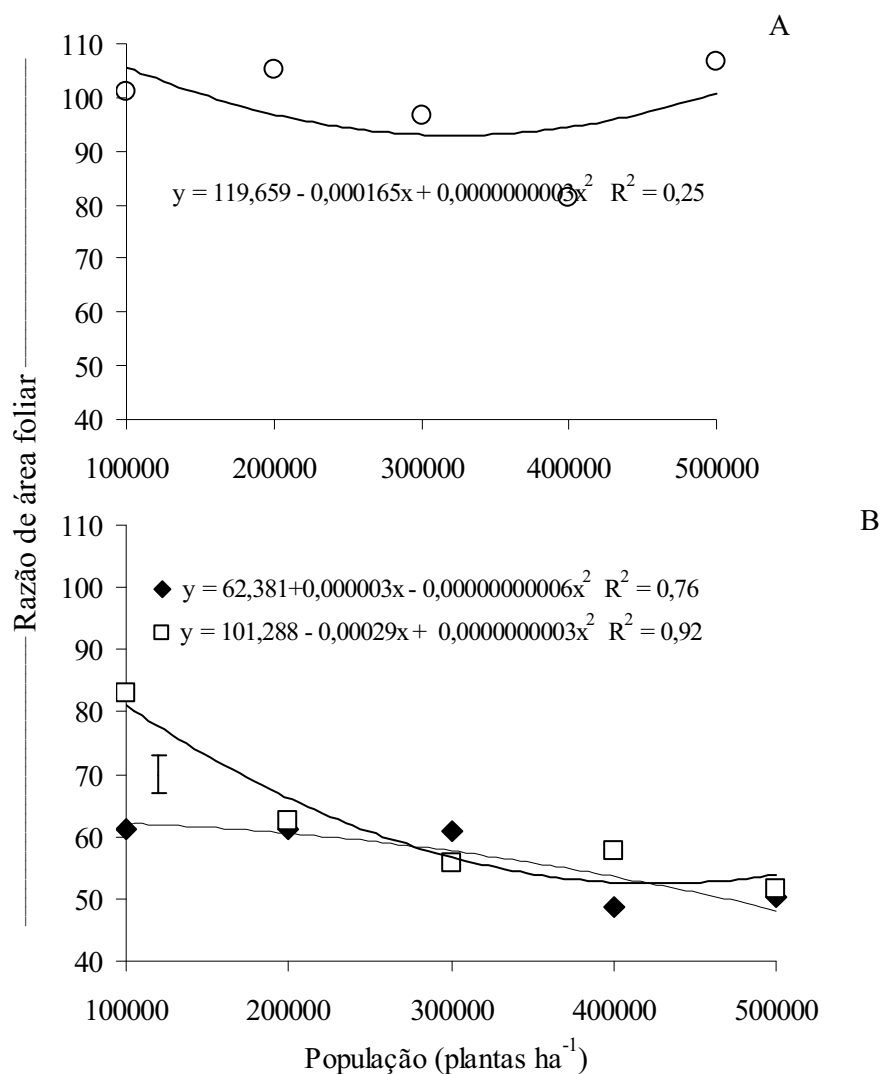 A
110
100
90
80
70
60
50
40
y = 119,659 - 0,000165x + 0,0000000003x² R² = 0,25
100000 200000 300000 400000 500000
Razão de área foliar
B
110
100
90
80
70
60
50
40
y = 62,381+0,000003x - 0,00000000006x² R² = 0,76
y = 101,288 - 0,00029x + 0,0000000003x² R² = 0,92
100000 200000 300000 400000 500000
População (plantas ha⁻¹)